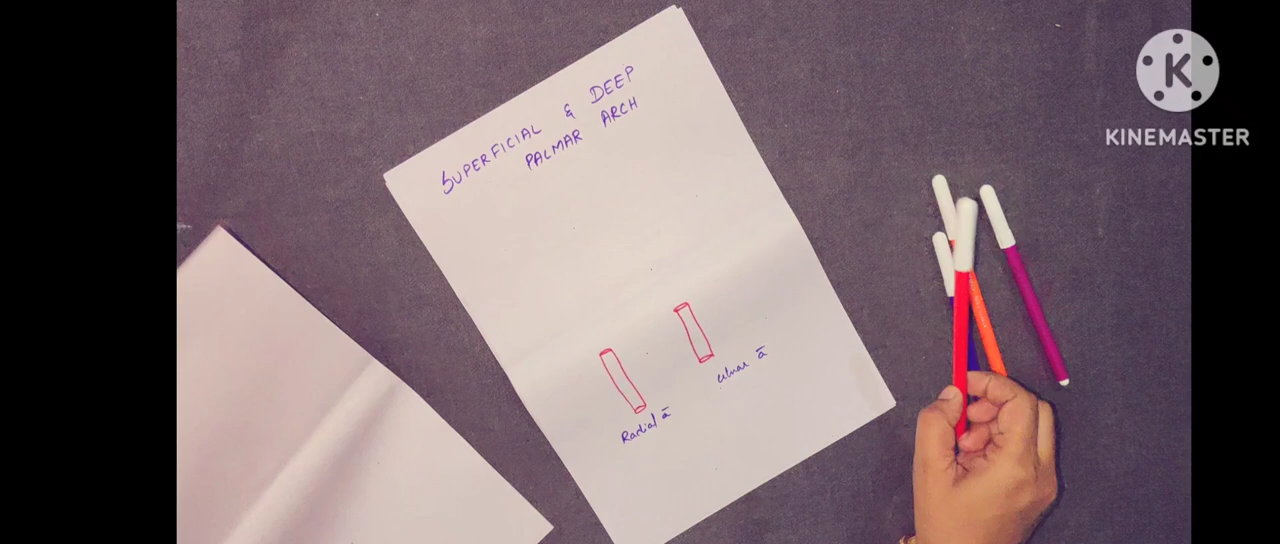 SUPERFICIAL & DEEP
PALMAR ARCH
Radial ā
ulnar ā
K
KINEMASTER